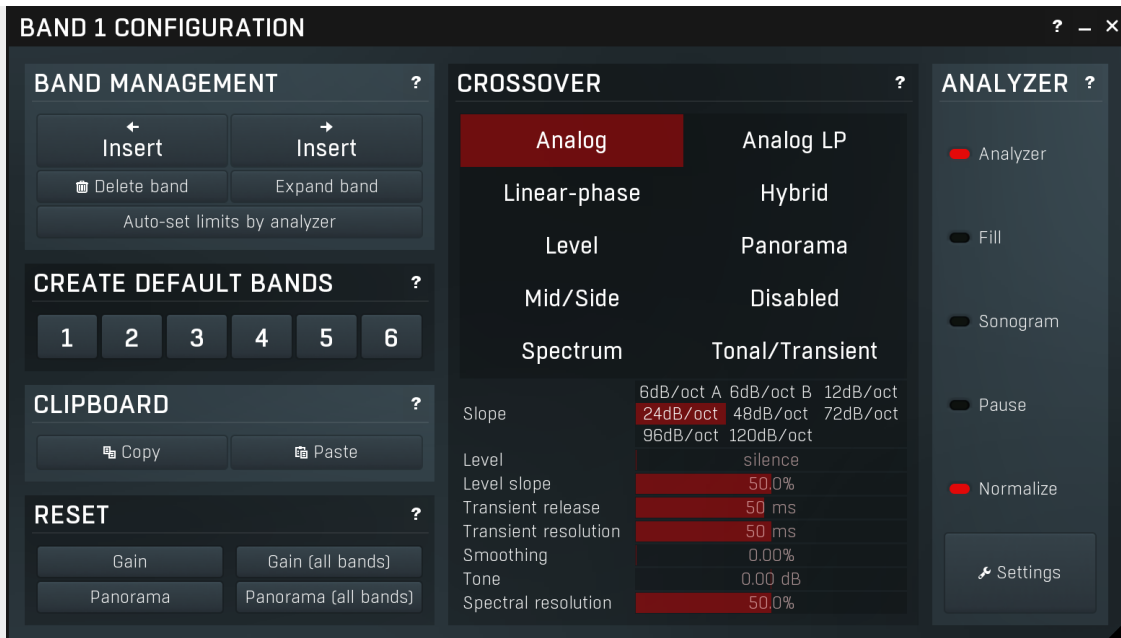 BAND 1 CONFIGURATION ?
BAND MANAGEMENT ?
Insert Insert
Delete band Expand band
Auto-set limits by analyzer
CREATE DEFAULT BANDS ?
1 2 3 4 5 6
CLIPBOARD ?
Copy Paste
RESET ?
Gain Gain (all bands)
Panorama Panorama (all bands)
CROSSOVER ?
Analog Analog LP
Linear-phase Hybrid
Level Panorama
Mid/Side Disabled
Spectrum Tonal/Transient
6dB/oct A 6dB/oct B 12dB/oct
Slope 24dB/oct 48dB/oct 72dB/oct
96dB/oct 120dB/oct
Level silence
Level slope 50.0%
Transient release 50 ms
Transient resolution 50 ms
Smoothing 0.00%
Tone 0.00 dB
Spectral resolution 50.0%
ANALYZER ?
Analyzer
Fill
Sonogram
Pause
Normalize
Settings